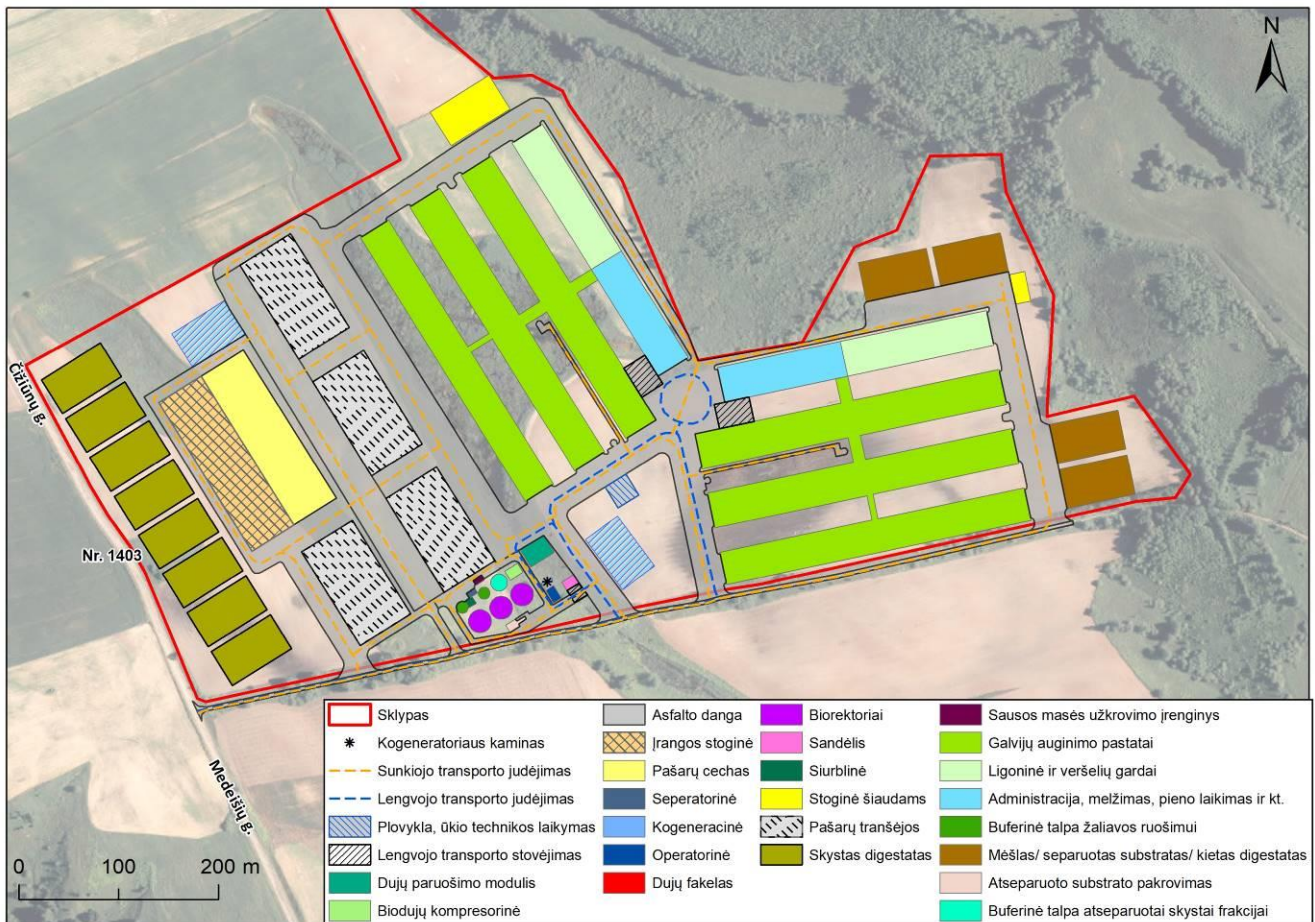 N
Čižiūnų g.
Nr. 1403
Medeišių g.
0 100 200 m
Sklypas
Kogeneratoriaus kaminas
Sunkiojo transporto judėjimas
Lengvojo transporto judėjimas
Plovykla, ūkio technikos laikymas
Lengvojo transporto stovėjimas
Dujų paruošimo modulis
Biodujų kompresorinė
Asfalto danga
Įrangos stoginė
Pašarų cechas
Seperatorinė
Kogeneracinė
Operatorinė
Dujų fakelas
Biorektoriai
Sandėlis
Siurblinė
Stoginė šiaudams
Pašarų tranšėjos
Skystas digestatas
Sausos masės užkrovimo įrenginys
Galvijų auginimo pastatai
Ligoninė ir veršelių gardai
Administracija, melžimas, pieno laikimas ir kt.
Buferinė talpa žaliavos ruošimui
Mėšlas/ separuotas substratas/ kietas digestatas
Atseparuoto substrato pakrovimas
Buferinė talpa atseparuotai skystai frakcijai